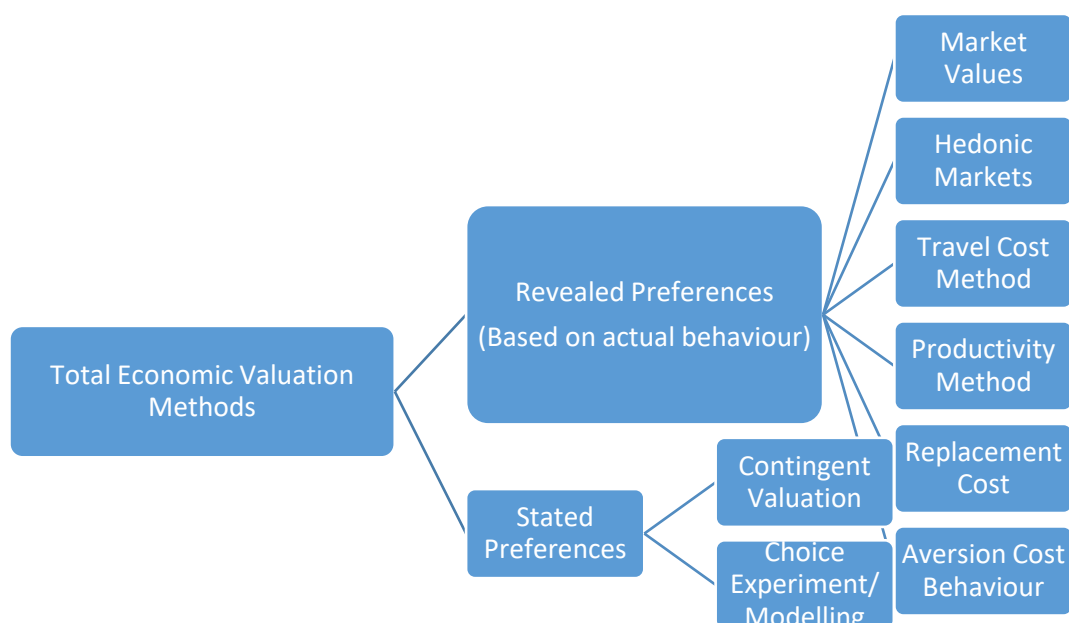 Total Economic Valuation
Methods
Revealed Preferences
(Based on actual behaviour)
Market
Values
Hedonic
Markets
Travel Cost
Method
Productivity
Method
Replacement
Cost
Aversion Cost
Behaviour
Stated
Preferences
Contingent
Valuation
Choice
Experiment/
Modelling